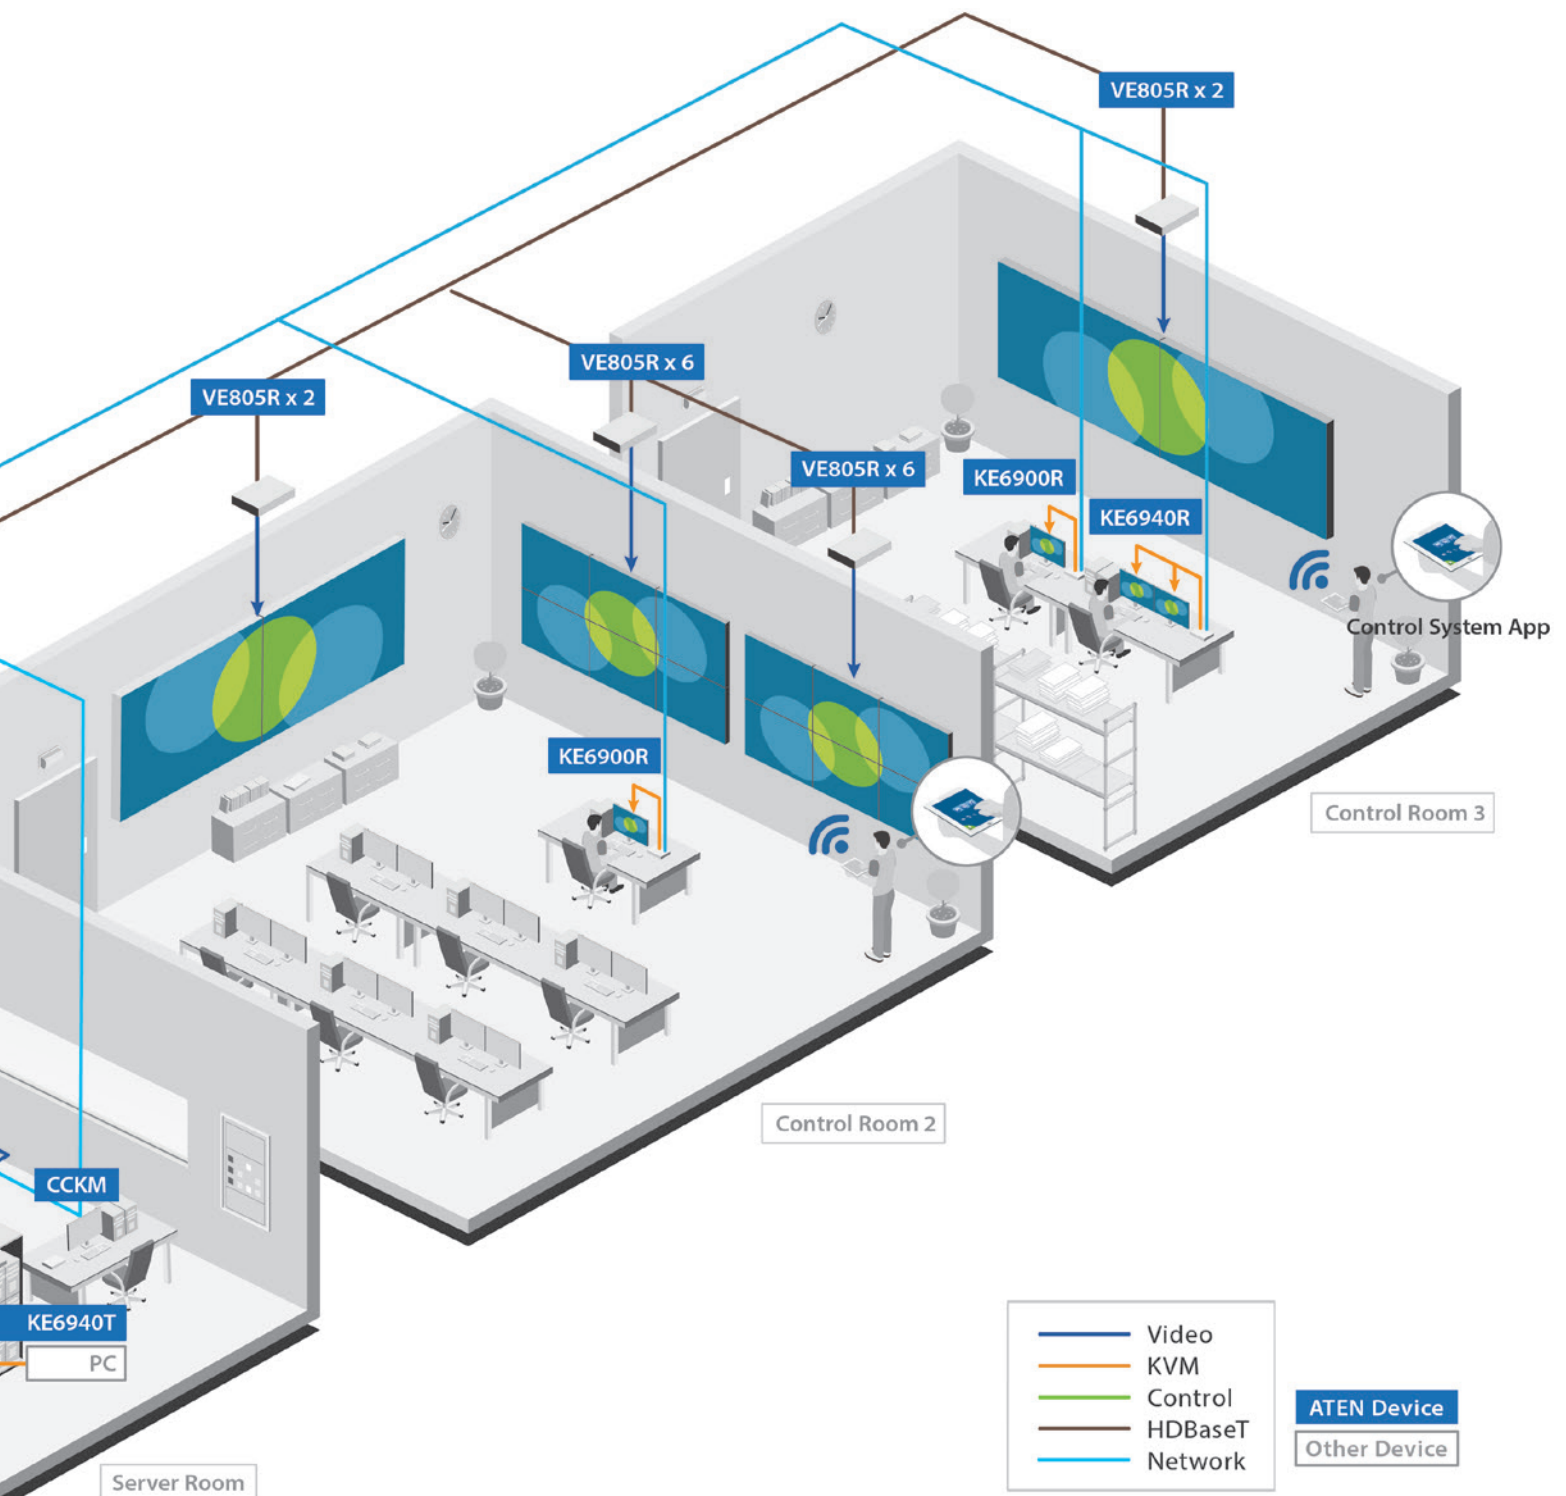 VE805R x 2
VE805R x 6
VE805R x 2
VE805R x 6
KE6900R
KE6940R
Control System App
KE6900R
Control Room 3
Control Room 2
CCKM
KE6940T
PC
Video
KVM
Control
HDBaseT
Network
ATEN Device
Other Device
Server Room